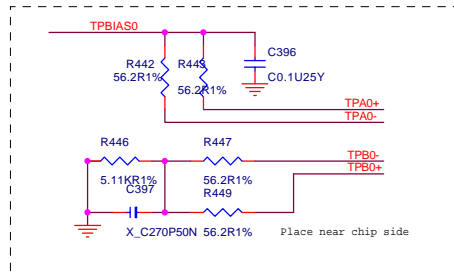 TPBIAS0
C396
R442
R443
56.2R1%
56.2R1%
C0.1U25Y
TPA0+
TPA0-
R446
R447
TPB0-
TPB0+
5.11KR1%
56.2R1%
C397
R449
X_C270P50N
56.2R1%
Place near chip side